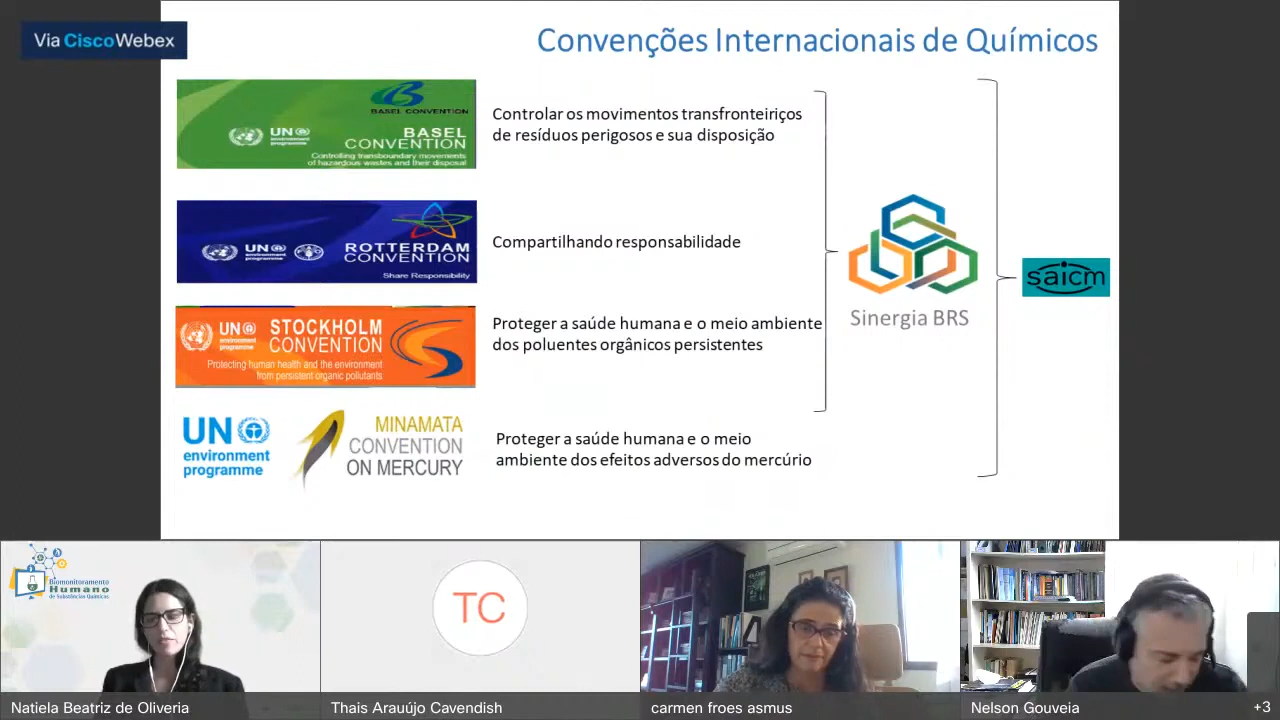 Via Cisco Webex
Convenções Internacionais de Químicos
BASEL CONVENTION
UN
environment
programme
BASEL
CONVENTION
Controlling transboundary movements
of hazardous wastes and their disposal
Controlar os movimentos transfronteiriços
de resíduos perigosos e sua disposição
UN
environment
programme
ROTTERDAM
CONVENTION
Share Responsibility
Compartilhando responsabilidade
UN
environment
programme
STOCKHOLM
CONVENTION
Protecting human health and the environment
from persistent organic pollutants
Proteger a saúde humana e o meio ambiente
dos poluentes orgânicos persistentes
UN
environment
programme
MINAMATA
CONVENTION
ON MERCURY
Proteger a saúde humana e o meio
ambiente dos efeitos adversos do mercúrio
Sinergia BRS
saicm
Biomonitoramento
Humano
de Substâncias Químicas
TC
Natiela Beatriz de Oliveria
Thais Arauújo Cavendish
carmen froes asmus
Nelson Gouveia
+3